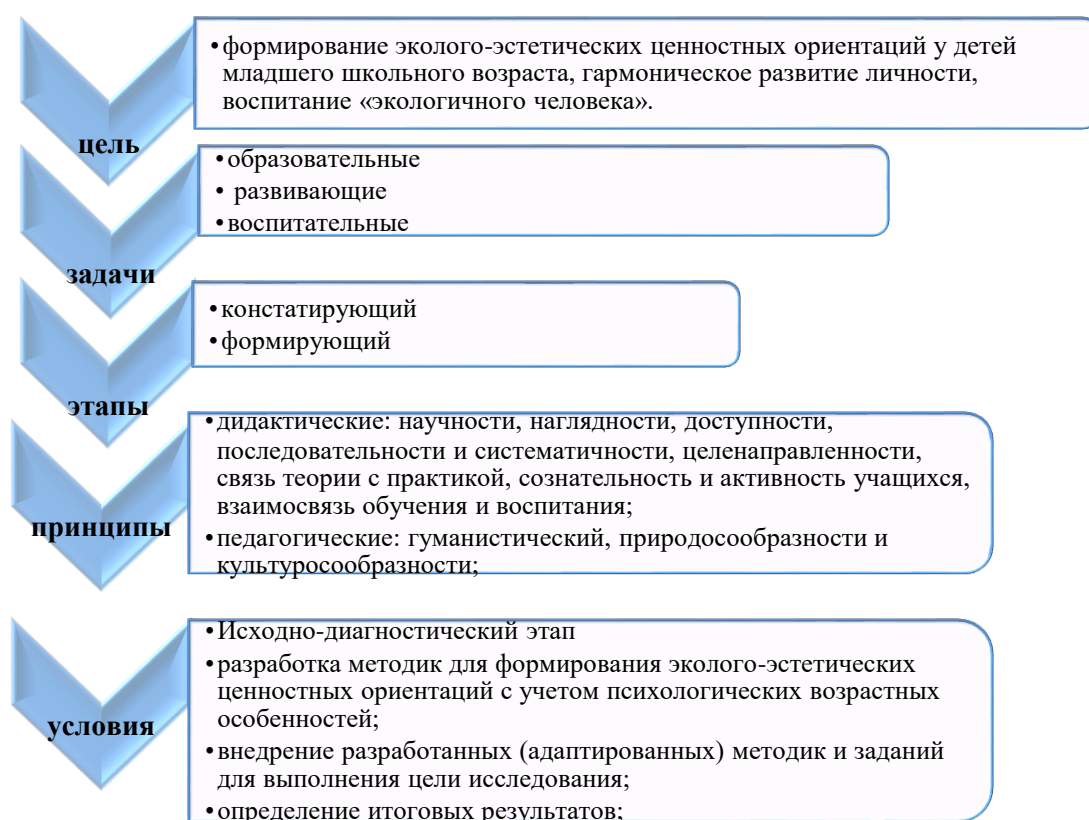 цель
• формирование эколого-эстетических ценностных ориентаций у детей
младшего школьного возраста, гармоническое развитие личности,
воспитание «экологичного человека».
задачи
• образовательные
• развивающие
• воспитательные
этапы
• констатирующий
• формирующий
принципы
• дидактические: научности, наглядности, доступности,
последовательности и систематичности, целенаправленности,
связь теории с практикой, сознательность и активность учащихся,
взаимосвязь обучения и воспитания;
• педагогические: гуманистический, природосообразности и
культуросообразности;
условия
• Исходно-диагностический этап
• разработка методик для формирования эколого-эстетических
ценностных ориентаций с учетом психологических возрастных
особенностей;
• внедрение разработанных (адаптированных) методик и заданий
для выполнения цели исследования;
• определение итоговых результатов;